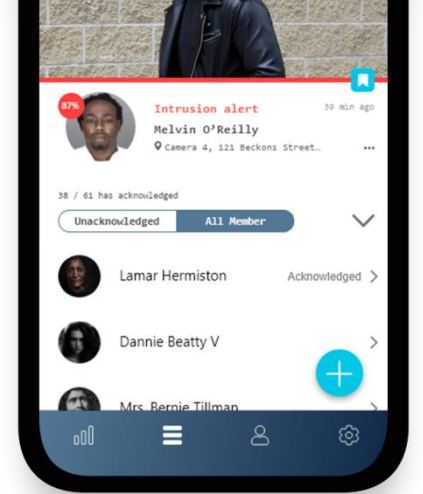 87%
Intrusion alert
39 min ago
Melvin O'Reilly
Camera 4, 121 Beckons Street…
38 / 61 has acknowledged
Unacknowledged
All Member
Lamar Hermiston
Acknowledged
Dannie Beatty V
Mrs. Bernie Tillman